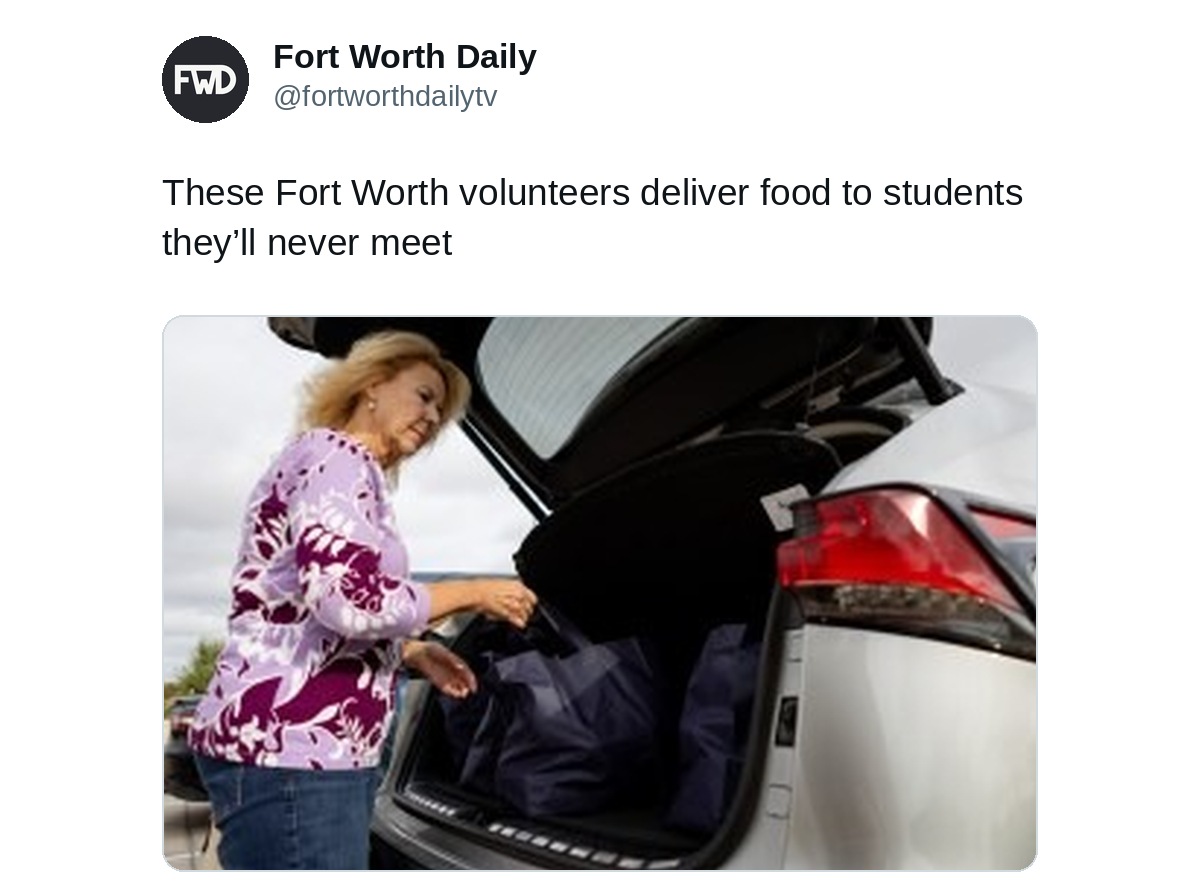 FWD
Fort Worth Daily
@fortworthdailytv
These Fort Worth volunteers deliver food to students
they’ll never meet